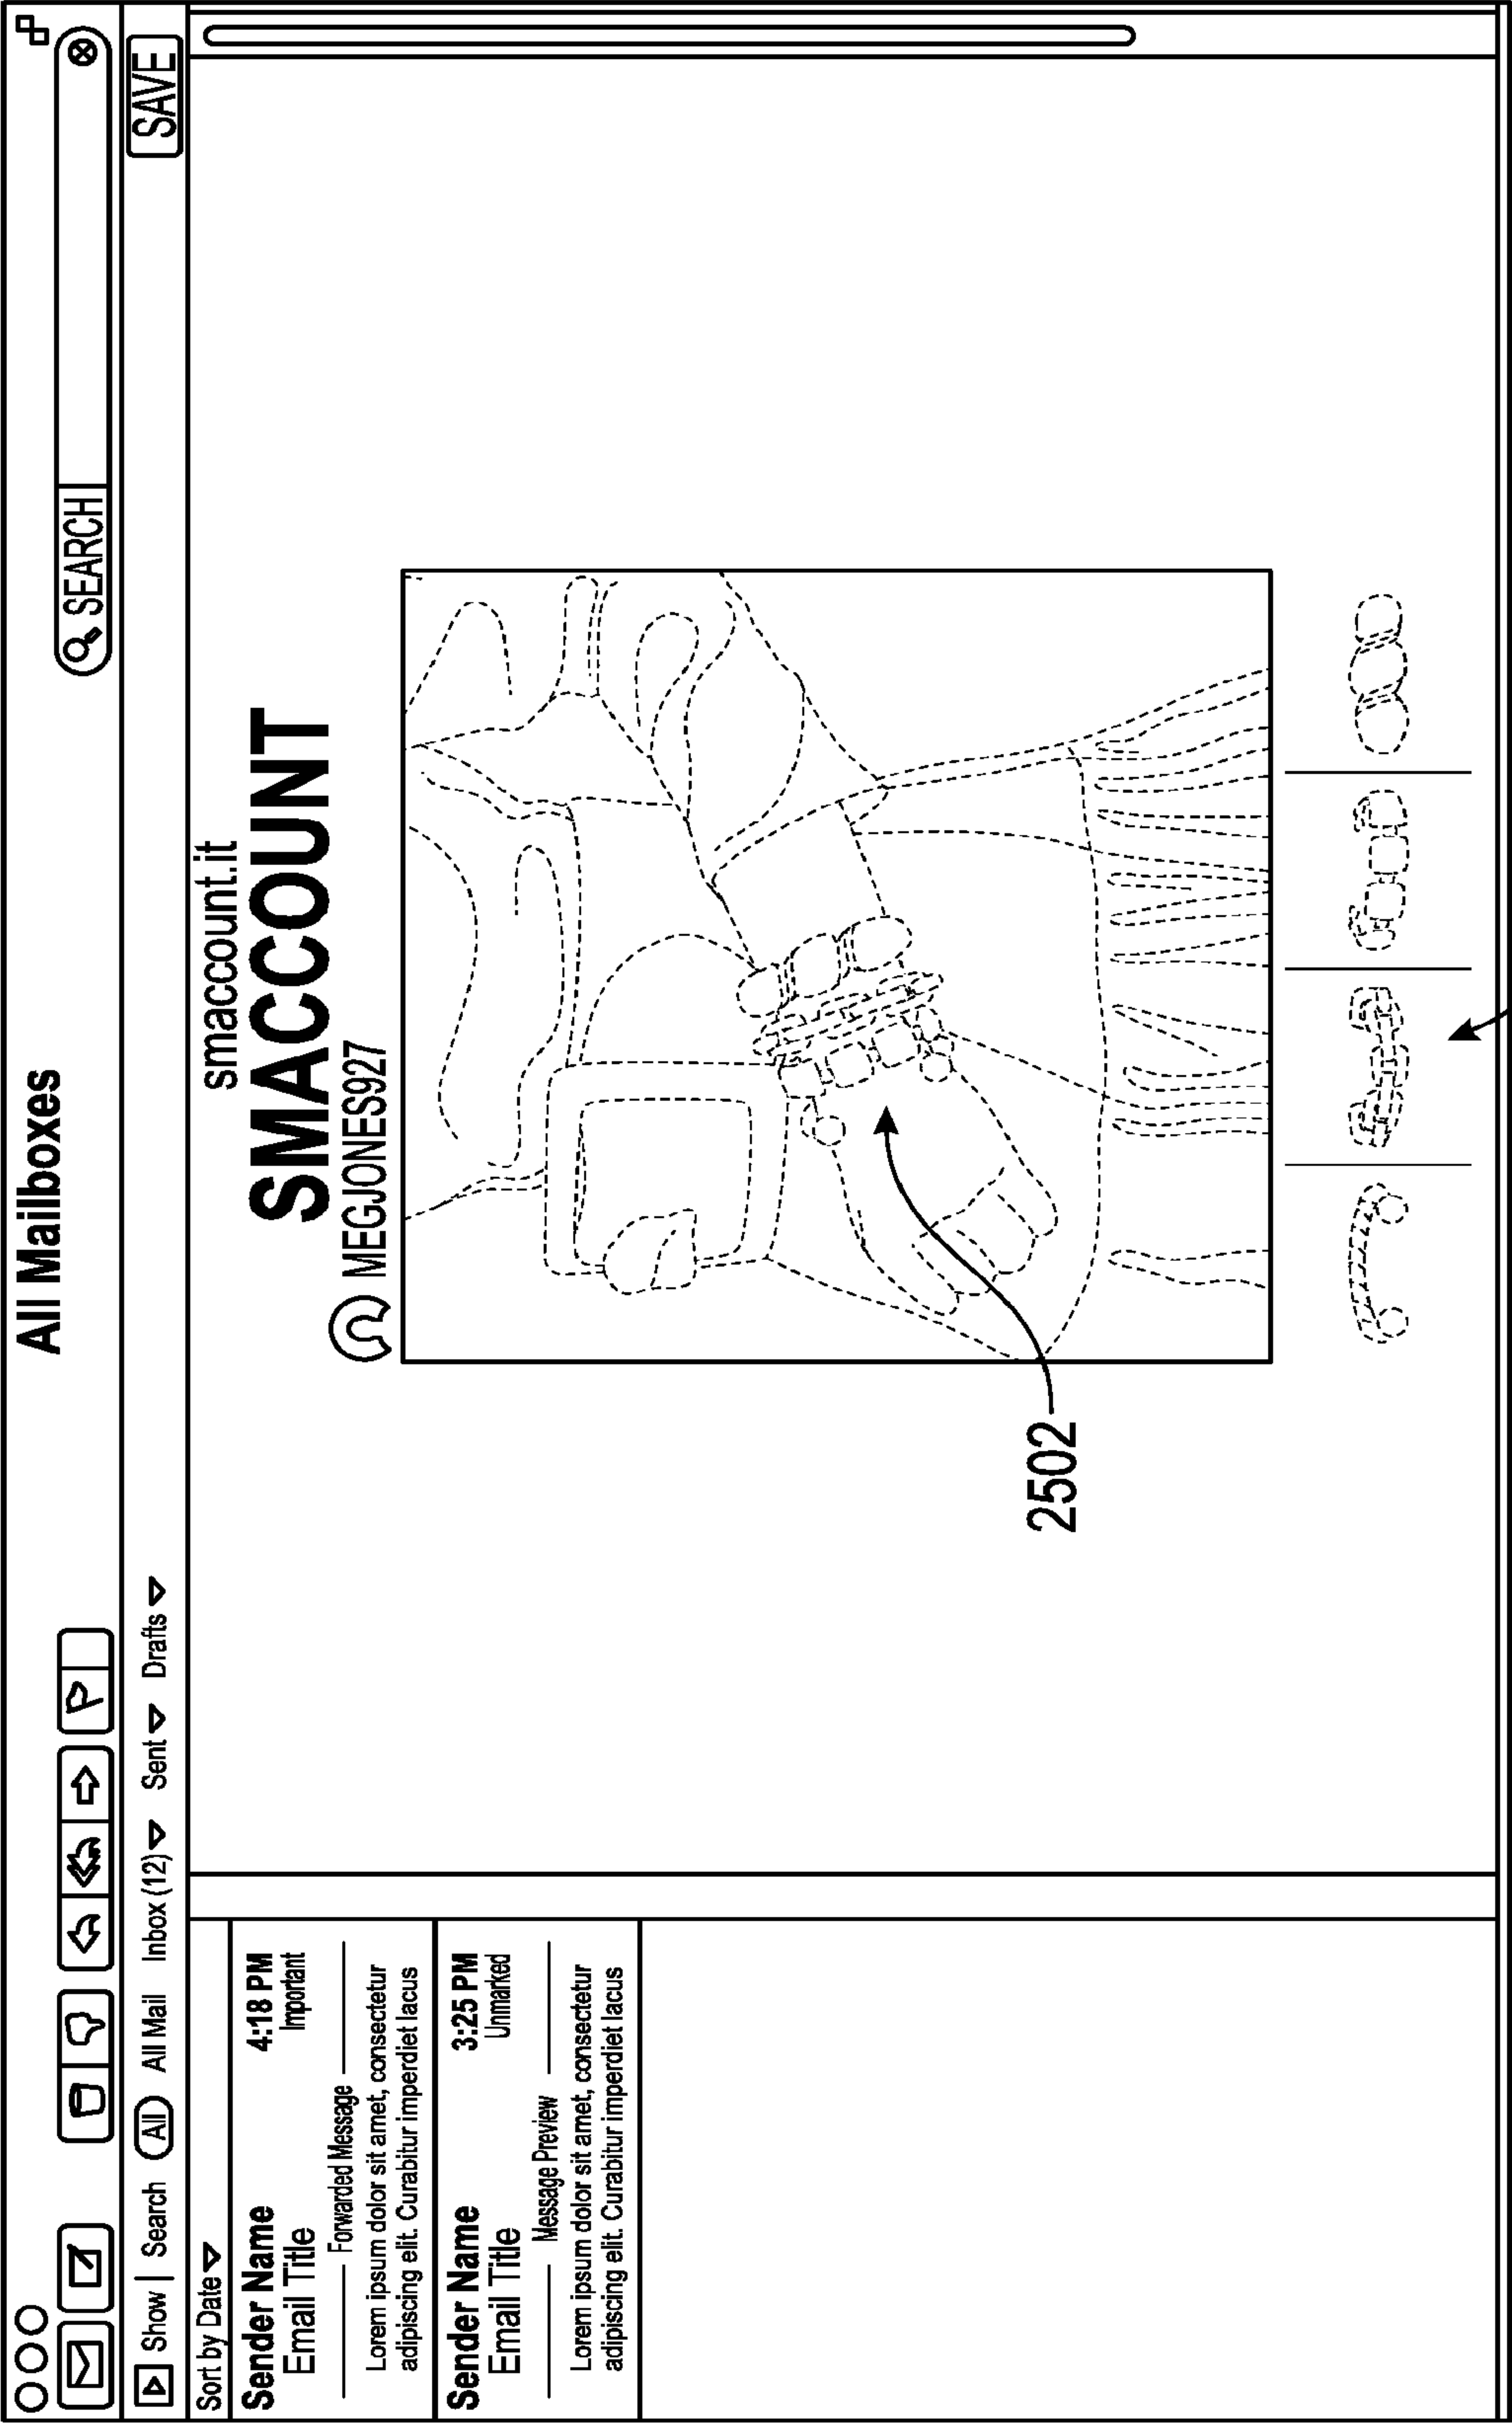 All Mailboxes
SEARCH
Show | Search All All Mail Inbox (12) Sent Drafts
SAVE
Sort by Date
Sender Name 4:18 PM
Email Title Important
Forwarded Message
Lorem ipsum dolor sit amet, consectetur
adipiscing elit. Curabitur imperdiet lacus
Sender Name 3:25 PM
Email Title Unmarked
Message Preview
Lorem ipsum dolor sit amet, consectetur
adipiscing elit. Curabitur imperdiet lacus
smaccount.it
SMACCOUNT
MEGJONES927
2502